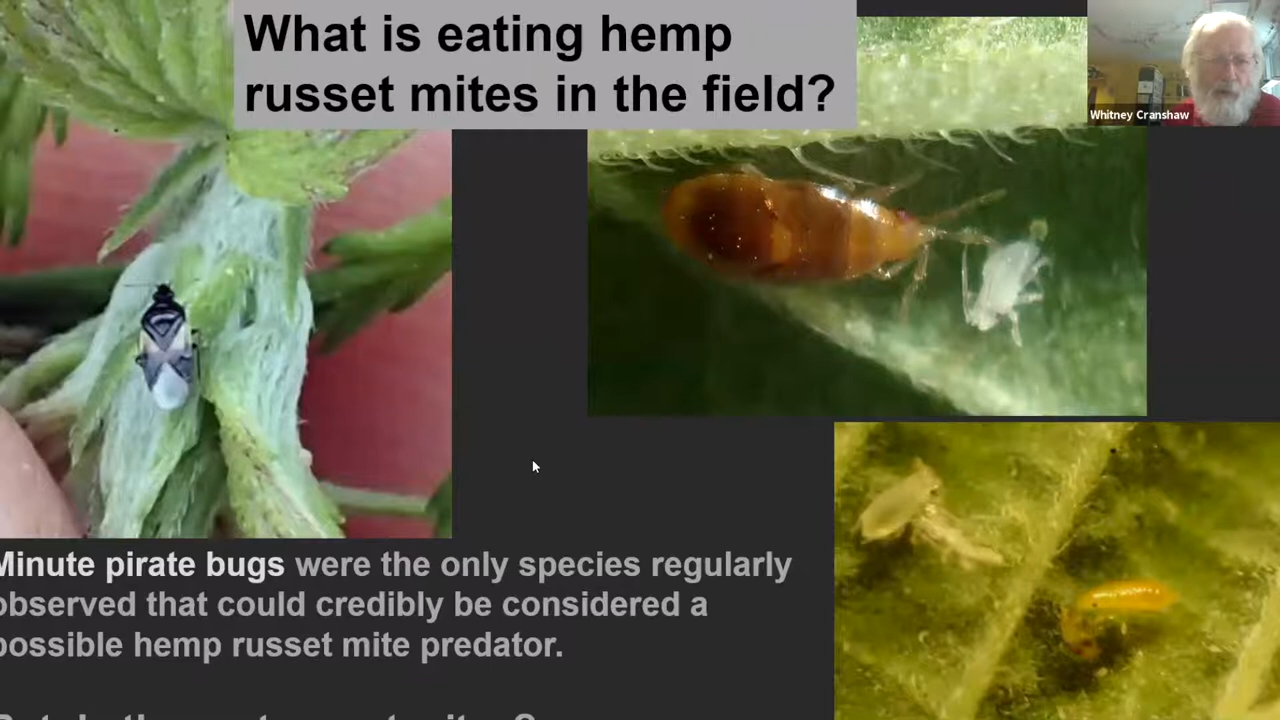 What is eating hemp
russet mites in the field?
Whitney Cranshaw
Minute pirate bugs were the only species regularly
observed that could credibly be considered a
possible hemp russet mite predator.